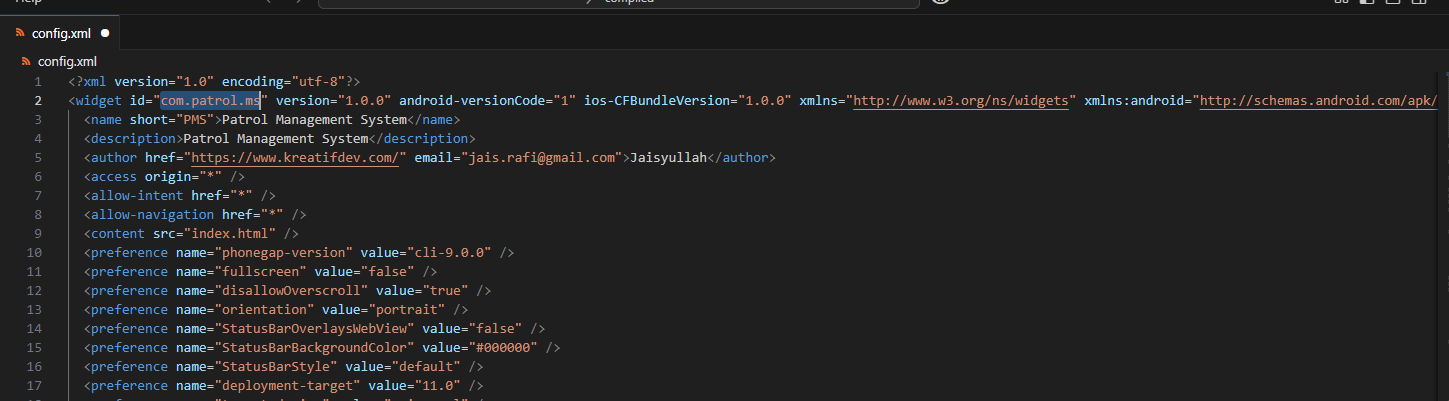 Help
compiled
config.xml
config.xml
1 <?xml version="1.0" encoding="utf-8"?>
2 <widget id="com.patrol.ms" version="1.0.0" android-versionCode="1" ios-CFBundleVersion="1.0.0" xmlns="http://www.w3.org/ns/widgets" xmlns:android="http://schemas.android.com/apk/
3 <name short="PMS">Patrol Management System</name>
4 <description>Patrol Management System</description>
5 <author href="https://www.kreatifdev.com/" email="jais.rafi@gmail.com">Jaisyullah</author>
6 <access origin="*" />
7 <allow-intent href="*" />
8 <allow-navigation href="*" />
9 <content src="index.html" />
10 <preference name="phonegap-version" value="cli-9.0.0" />
11 <preference name="fullscreen" value="false" />
12 <preference name="disallowOverscroll" value="true" />
13 <preference name="orientation" value="portrait" />
14 <preference name="StatusBarOverlaysWebView" value="false" />
15 <preference name="StatusBarBackgroundColor" value="#000000" />
16 <preference name="StatusBarStyle" value="default" />
17 <preference name="deployment-target" value="11.0" />